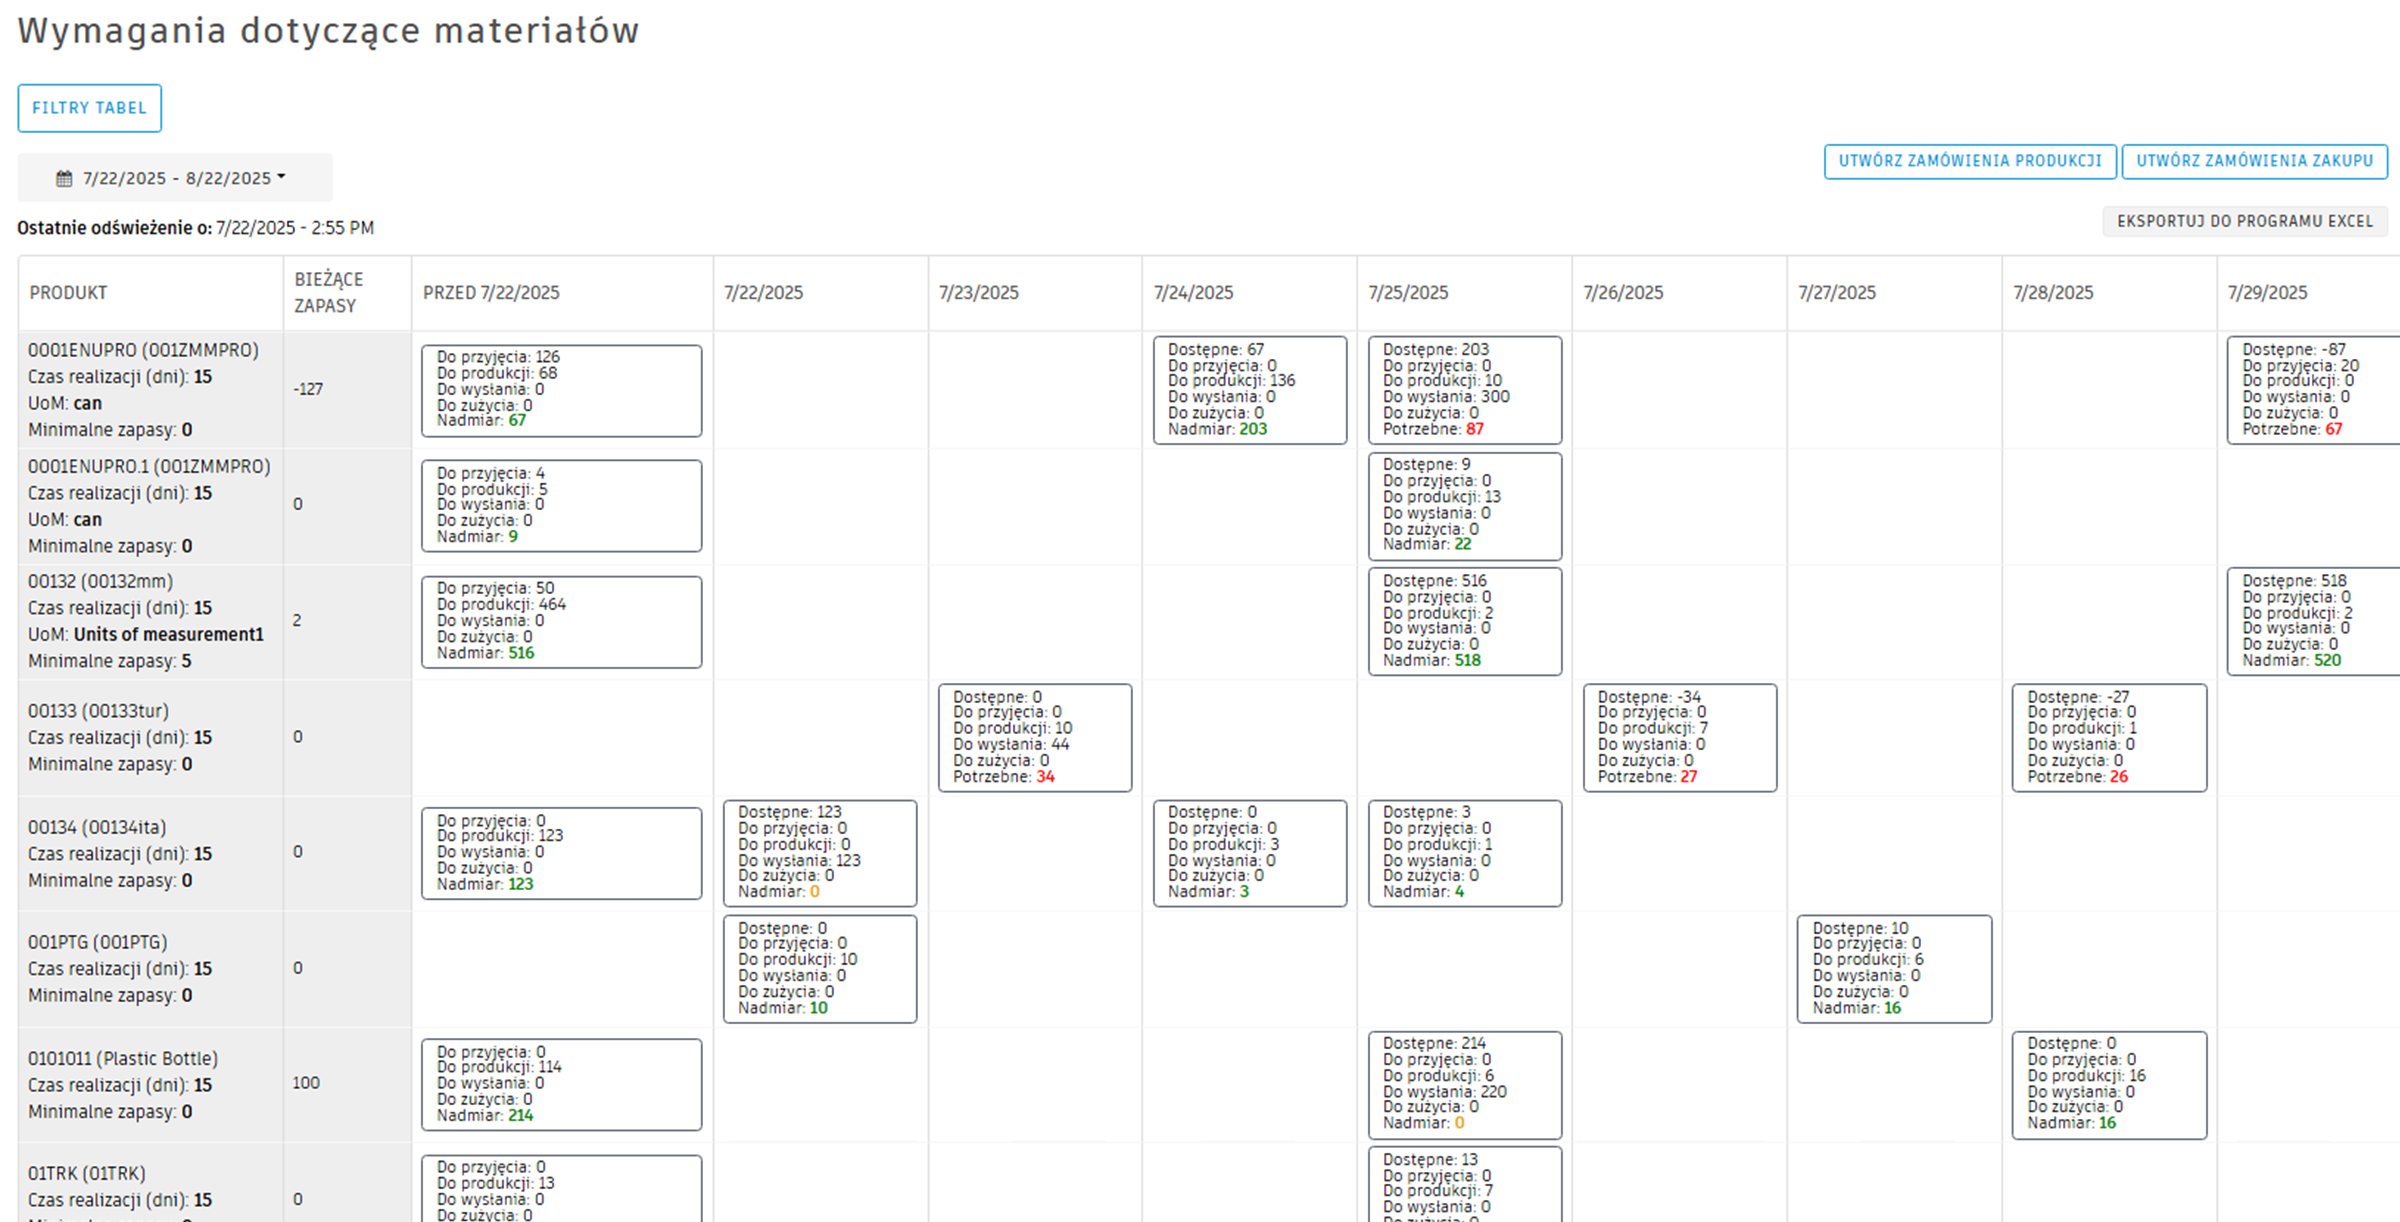 Wymagania dotyczące materiałów
FILTRY TABEL
7/22/2025 - 8/22/2025
UTWÓRZ ZAMÓWIENIA PRODUKCJI
UTWÓRZ ZAMÓWIENIA ZAKUPU
Ostatnie odświeżenie o: 7/22/2025 - 2:55 PM
EKSPORTUJ DO PROGRAMU EXCEL
PRODUKT
BIEŻĄCE
ZAPASY
PRZED 7/22/2025
7/22/2025
7/23/2025
7/24/2025
7/25/2025
7/26/2025
7/27/2025
7/28/2025
7/29/2025
0001ENUPRO (001ZMMPRO)
Czas realizacji (dni): 15
UoM: can
Minimalne zapasy: 0
-127
Do przyjęcia: 126
Do produkcji: 68
Do wysłania: 0
Do zużycia: 0
Nadmiar: 67
Dostępne: 67
Do przyjęcia: 0
Do produkcji: 136
Do wysłania: 0
Do zużycia: 0
Nadmiar: 203
Dostępne: 203
Do przyjęcia: 0
Do produkcji: 10
Do wysłania: 300
Do zużycia: 0
Potrzebne: 87
Dostępne: -87
Do przyjęcia: 20
Do produkcji: 0
Do wysłania: 0
Do zużycia: 0
Potrzebne: 67
0001ENUPRO.1 (001ZMMPRO)
Czas realizacji (dni): 15
UoM: can
Minimalne zapasy: 0
0
Do przyjęcia: 4
Do produkcji: 5
Do wysłania: 0
Do zużycia: 0
Nadmiar: 9
Dostępne: 9
Do przyjęcia: 0
Do produkcji: 13
Do wysłania: 0
Do zużycia: 0
Nadmiar: 22
00132 (00132mm)
Czas realizacji (dni): 15
UoM: Units of measurement1
Minimalne zapasy: 5
2
Do przyjęcia: 50
Do produkcji: 464
Do wysłania: 0
Do zużycia: 0
Nadmiar: 516
Dostępne: 516
Do przyjęcia: 0
Do produkcji: 2
Do wysłania: 0
Do zużycia: 0
Nadmiar: 518
Dostępne: 518
Do przyjęcia: 0
Do produkcji: 2
Do wysłania: 0
Do zużycia: 0
Nadmiar: 520
00133 (00133tur)
Czas realizacji (dni): 15
Minimalne zapasy: 0
0
Dostępne: 0
Do przyjęcia: 0
Do produkcji: 10
Do wysłania: 44
Do zużycia: 0
Potrzebne: 34
Dostępne: -34
Do przyjęcia: 0
Do produkcji: 7
Do wysłania: 0
Do zużycia: 0
Potrzebne: 27
Dostępne: -27
Do przyjęcia: 0
Do produkcji: 1
Do wysłania: 0
Do zużycia: 0
Potrzebne: 26
00134 (00134ita)
Czas realizacji (dni): 15
Minimalne zapasy: 0
0
Do przyjęcia: 0
Do produkcji: 123
Do wysłania: 0
Do zużycia: 0
Nadmiar: 123
Dostępne: 123
Do przyjęcia: 0
Do produkcji: 0
Do wysłania: 123
Do zużycia: 0
Nadmiar: 0
Dostępne: 0
Do przyjęcia: 0
Do produkcji: 3
Do wysłania: 0
Do zużycia: 0
Nadmiar: 3
Dostępne: 3
Do przyjęcia: 0
Do produkcji: 1
Do wysłania: 0
Do zużycia: 0
Nadmiar: 4
001PTG (001PTG)
Czas realizacji (dni): 15
Minimalne zapasy: 0
0
Dostępne: 0
Do przyjęcia: 0
Do produkcji: 10
Do wysłania: 0
Do zużycia: 0
Nadmiar: 10
Dostępne: 10
Do przyjęcia: 0
Do produkcji: 6
Do wysłania: 0
Do zużycia: 0
Nadmiar: 16
0101011 (Plastic Bottle)
Czas realizacji (dni): 15
Minimalne zapasy: 0
100
Do przyjęcia: 0
Do produkcji: 114
Do wysłania: 0
Do zużycia: 0
Nadmiar: 214
Dostępne: 214
Do przyjęcia: 0
Do produkcji: 6
Do wysłania: 220
Do zużycia: 0
Nadmiar: 0
Dostępne: 0
Do przyjęcia: 0
Do produkcji: 16
Do wysłania: 0
Do zużycia: 0
Nadmiar: 16
01TRK (01TRK)
Czas realizacji (dni): 15
0
Do przyjęcia: 0
Do produkcji: 13
Do wysłania: 0
Do zużycia: 0
Dostępne: 13
Do przyjęcia: 0
Do produkcji: 7
Do wysłania: 0